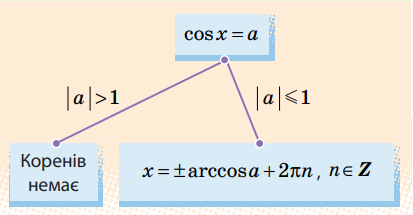 cos x = a
|a|>1
|a|⩽1
Коренів
немає
x = ±arccos a + 2πn, n ∈ Z